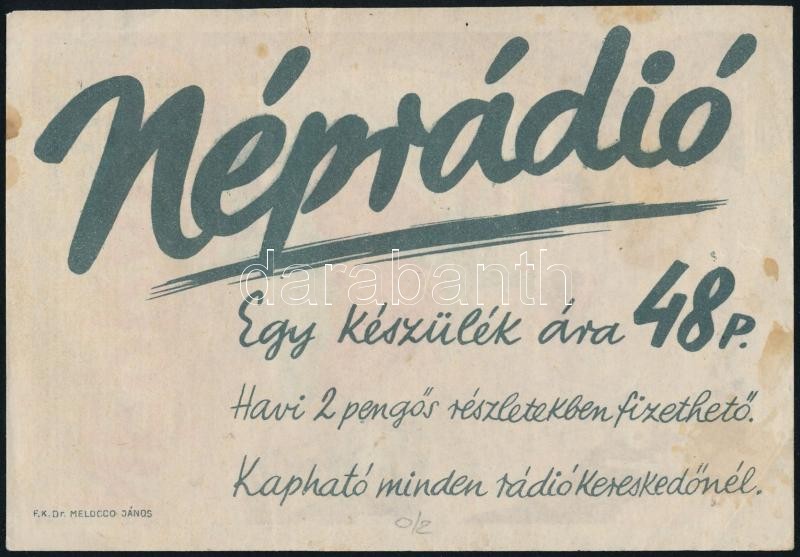 Néprádió
darabanth
Egy készülék ára 48 P.
Havi 2 pengős részletekben fizethető.
Kapható minden rádiókereskedőnél.
F.K. Dr. MELOCCO JÁNOS